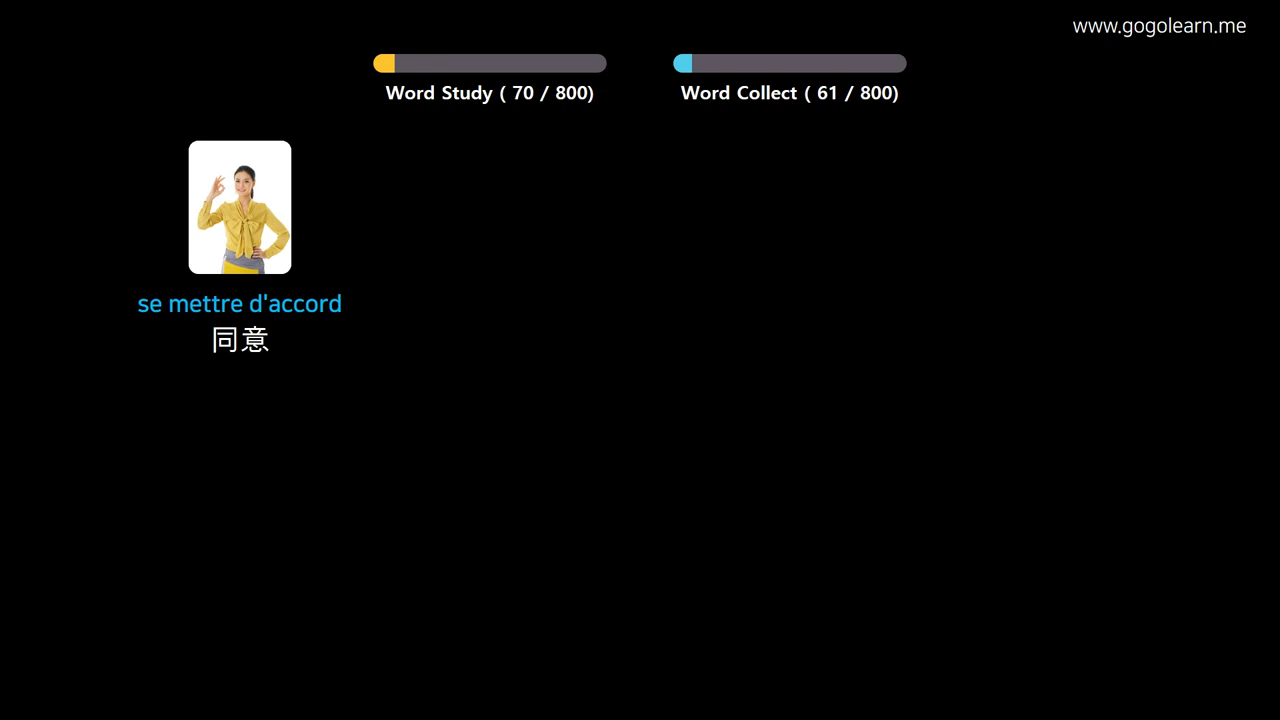 www.gogolearn.me
Word Study ( 70 / 800)
Word Collect ( 61 / 800)
se mettre d'accord
同意